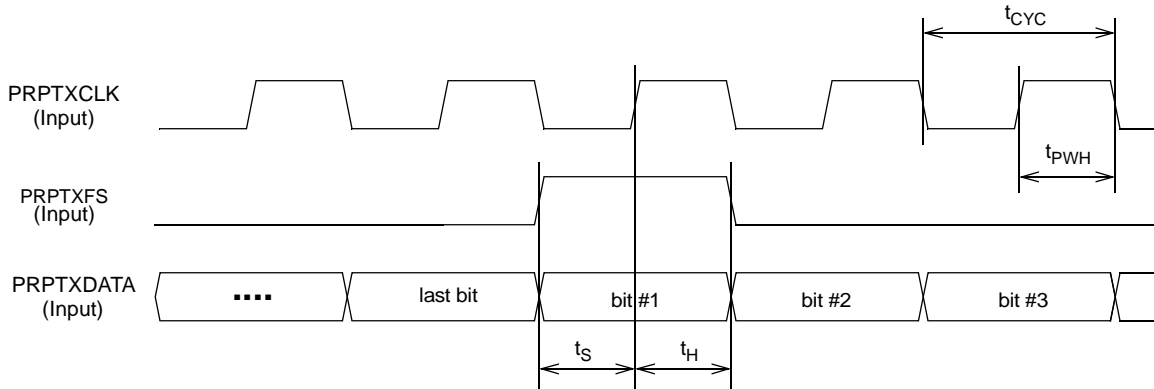 tCYC
PRPTXCLK
(Input)
tPWH
PRPTXFS
(Input)
PRPTXDATA
(Input)
....
last bit
bit #1
bit #2
bit #3
tS
tH